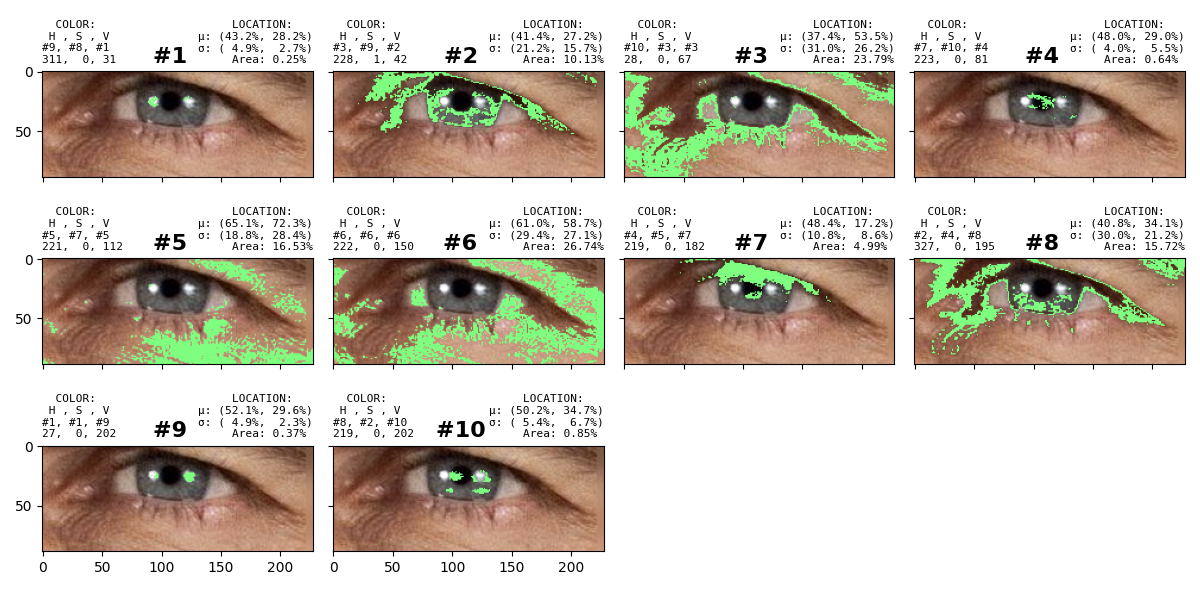 COLOR: LOCATION:
H , S , V μ: (43.2%, 28.2%)
#9, #8, #1 σ: ( 4.9%, 2.7%)
311, 0, 31 #1 Area: 0.25%
COLOR: LOCATION:
H , S , V μ: (41.4%, 27.2%)
#3, #9, #2 σ: (21.2%, 15.7%)
228, 1, 42 #2 Area: 10.13%
COLOR: LOCATION:
H , S , V μ: (37.4%, 53.5%)
#10, #3, #3 σ: (31.0%, 26.2%)
28, 0, 67 #3 Area: 23.79%
COLOR: LOCATION:
H , S , V μ: (48.0%, 29.0%)
#7, #10, #4 σ: ( 4.0%, 5.5%)
223, 0, 81 #4 Area: 0.64%
0
50
COLOR: LOCATION:
H , S , V μ: (65.1%, 72.3%)
#5, #7, #5 σ: (18.8%, 28.4%)
221, 0, 112 #5 Area: 16.53%
COLOR: LOCATION:
H , S , V μ: (61.0%, 58.7%)
#6, #6, #6 σ: (29.4%, 27.1%)
222, 0, 150 #6 Area: 26.74%
COLOR: LOCATION:
H , S , V μ: (48.4%, 17.2%)
#4, #5, #7 σ: (10.8%, 8.6%)
219, 0, 182 #7 Area: 4.99%
COLOR: LOCATION:
H , S , V μ: (40.8%, 34.1%)
#2, #4, #8 σ: (30.0%, 21.2%)
327, 0, 195 #8 Area: 15.72%
0
50
COLOR: LOCATION:
H , S , V μ: (52.1%, 29.6%)
#1, #1, #9 σ: ( 4.9%, 2.3%)
27, 0, 202 #9 Area: 0.37%
COLOR: LOCATION:
H , S , V μ: (50.2%, 34.7%)
#8, #2, #10 σ: ( 5.4%, 6.7%)
219, 0, 202 #10 Area: 0.85%
0
50
0 50 100 150 200
0 50 100 150 200